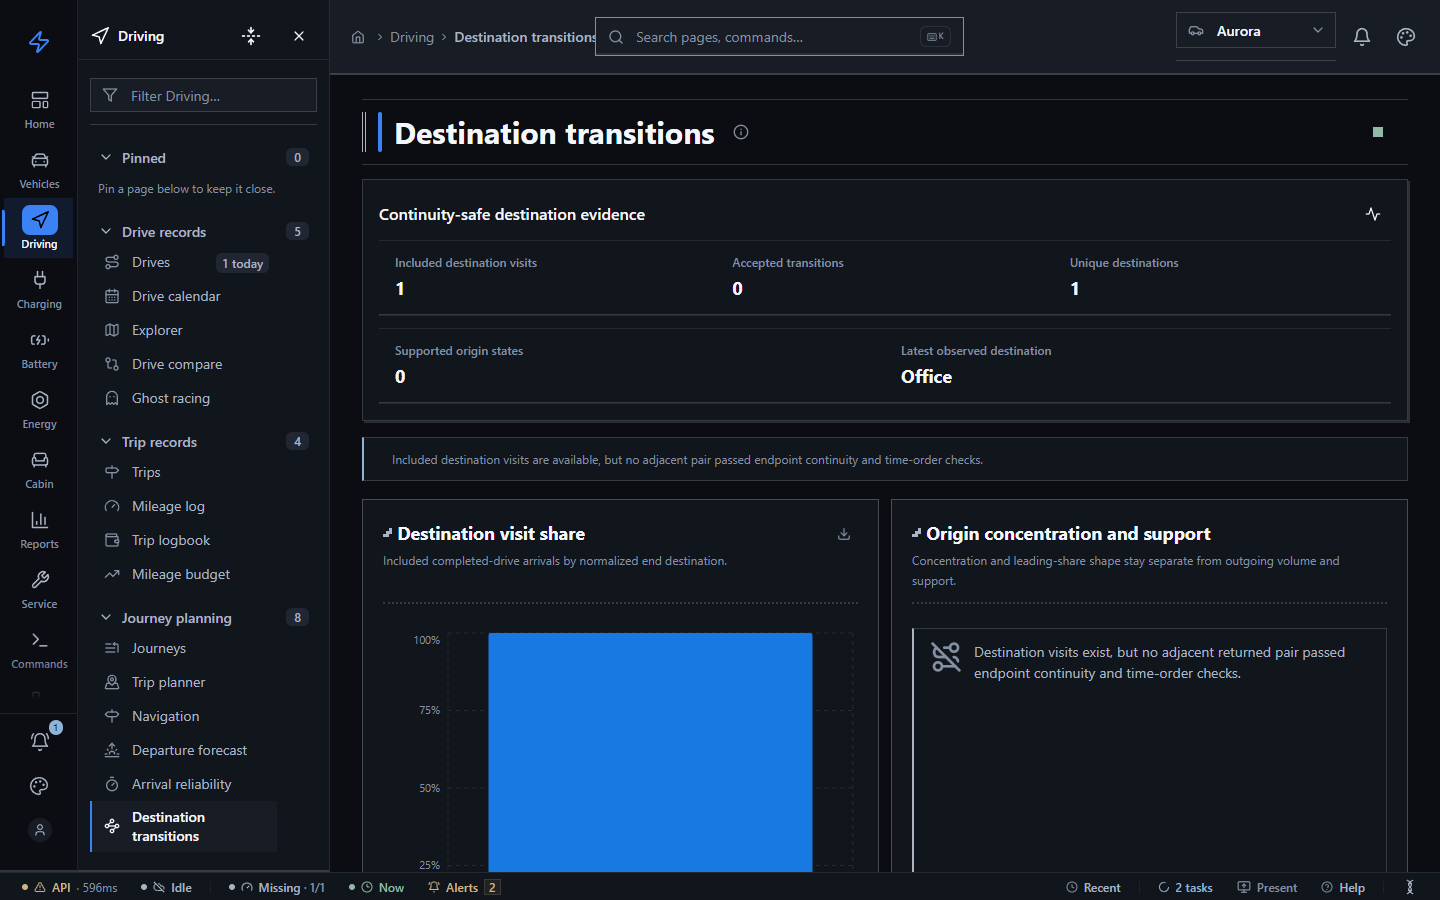 Home
Vehicles
Driving
Charging
Battery
Energy
Cabin
Reports
Service
Commands
1
Driving
Filter Driving...
Pinned 0
Pin a page below to keep it close.
Drive records 5
Drives 1 today
Drive calendar
Explorer
Drive compare
Ghost racing
Trip records 4
Trips
Mileage log
Trip logbook
Mileage budget
Journey planning 8
Journeys
Trip planner
Navigation
Departure forecast
Arrival reliability
Destination
transitions
Driving Destination transitions
Search pages, commands... K
Aurora
Destination transitions
Continuity-safe destination evidence
Included destination visits Accepted transitions Unique destinations
1 0 1
Supported origin states Latest observed destination
0 Office
Included destination visits are available, but no adjacent pair passed endpoint continuity and time-order checks.
Destination visit share
Included completed-drive arrivals by normalized end destination.
100%
75%
50%
25%
Origin concentration and support
Concentration and leading-share shape stay separate from outgoing volume and
support.
Destination visits exist, but no adjacent returned pair passed
endpoint continuity and time-order checks.
API · 596ms Idle Missing · 1/1 Now Alerts 2 Recent 2 tasks Present Help